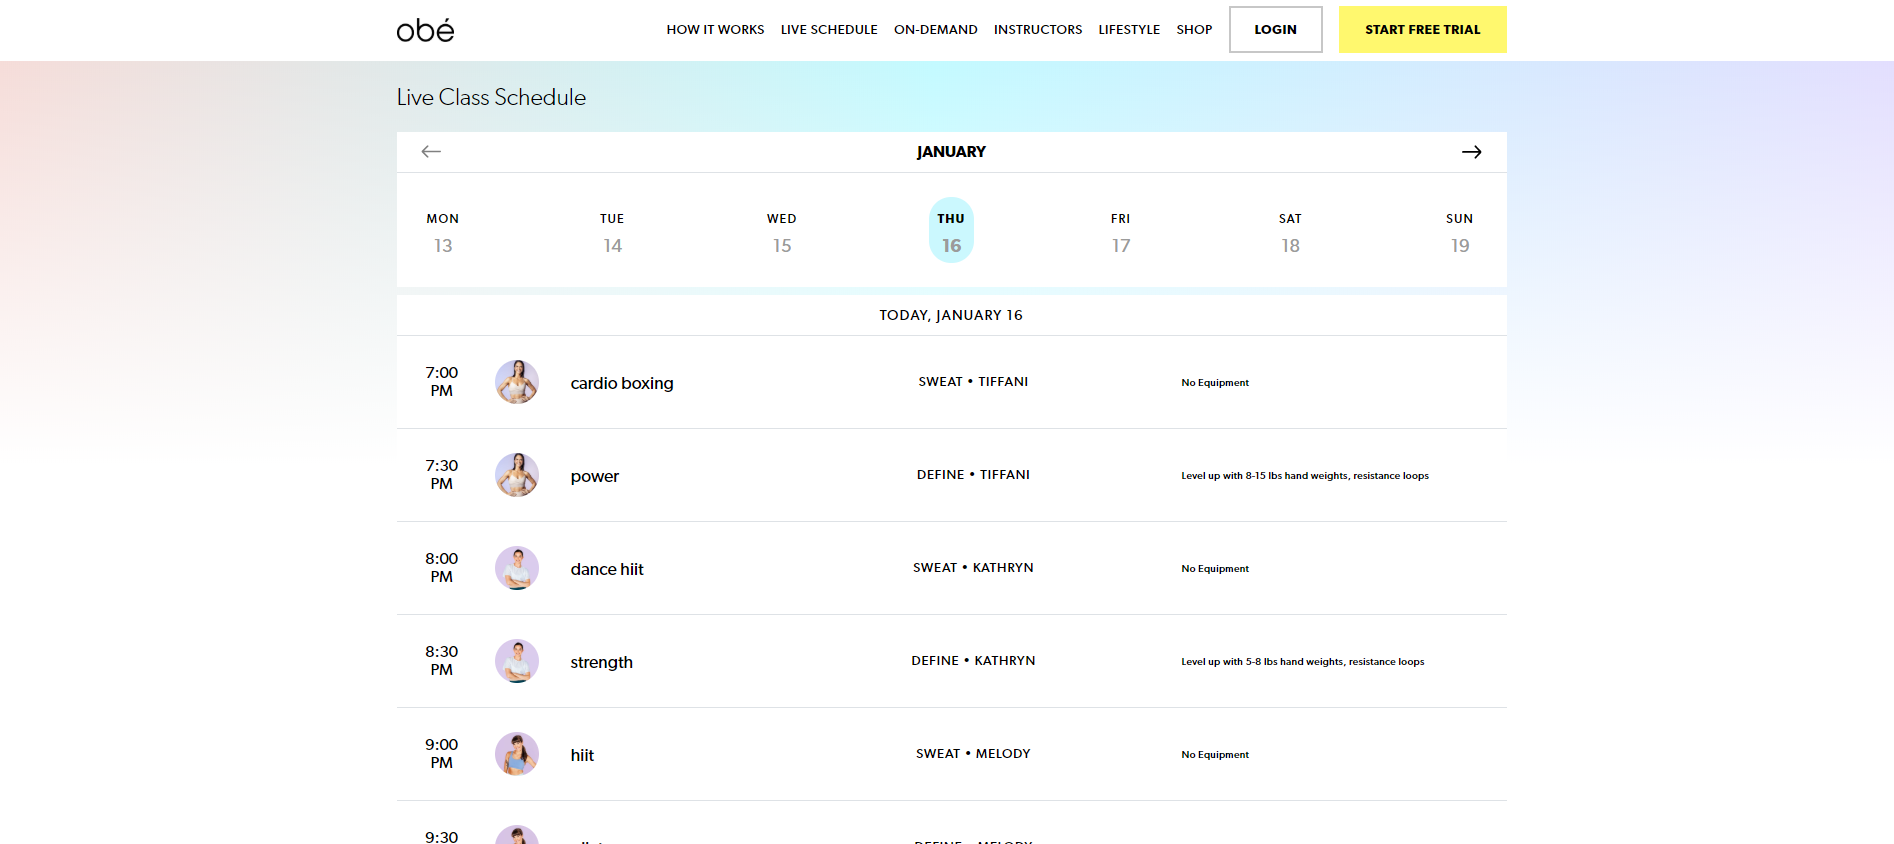 obé
HOW IT WORKS LIVE SCHEDULE ON-DEMAND INSTRUCTORS LIFESTYLE SHOP LOGIN START FREE TRIAL
Live Class Schedule
JANUARY
MON TUE WED THU FRI SAT SUN
13 14 15 16 17 18 19
TODAY, JANUARY 16
7:00
PM
cardio boxing
SWEAT • TIFFANI
No Equipment
7:30
PM
power
DEFINE • TIFFANI
Level up with 8-15 lbs hand weights, resistance loops
8:00
PM
dance hiit
SWEAT • KATHRYN
No Equipment
8:30
PM
strength
DEFINE • KATHRYN
Level up with 5-8 lbs hand weights, resistance loops
9:00
PM
hiit
SWEAT • MELODY
No Equipment
9:30
DEFINE • MELODY